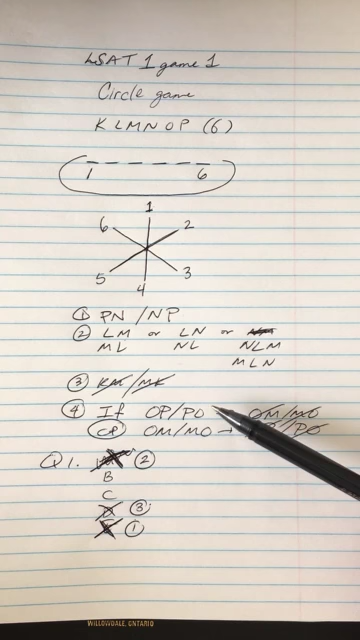 LSAT 1 game 1
Circle game
K L M N O P (6)
1 6
1
6 2
5 3
4
① PN / NP
② LM or LN or
ML NL NLM
MLN
③ KM/MK
④ If OP/PO OM/MO
CP OM/MO → /PO
Q1. ②
B
C
D ③
E ①
WILLOWDALE, ONTARIO